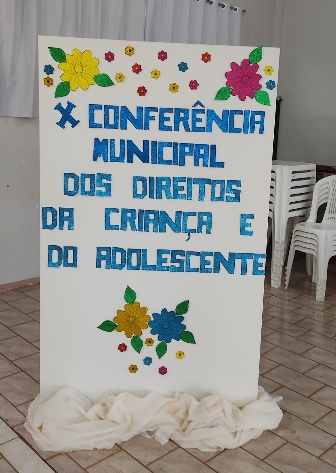 X CONFERÊNCIA
MUNICIPAL
DOS DIREITOS
DA CRIANÇA E
DO ADOLESCENTE